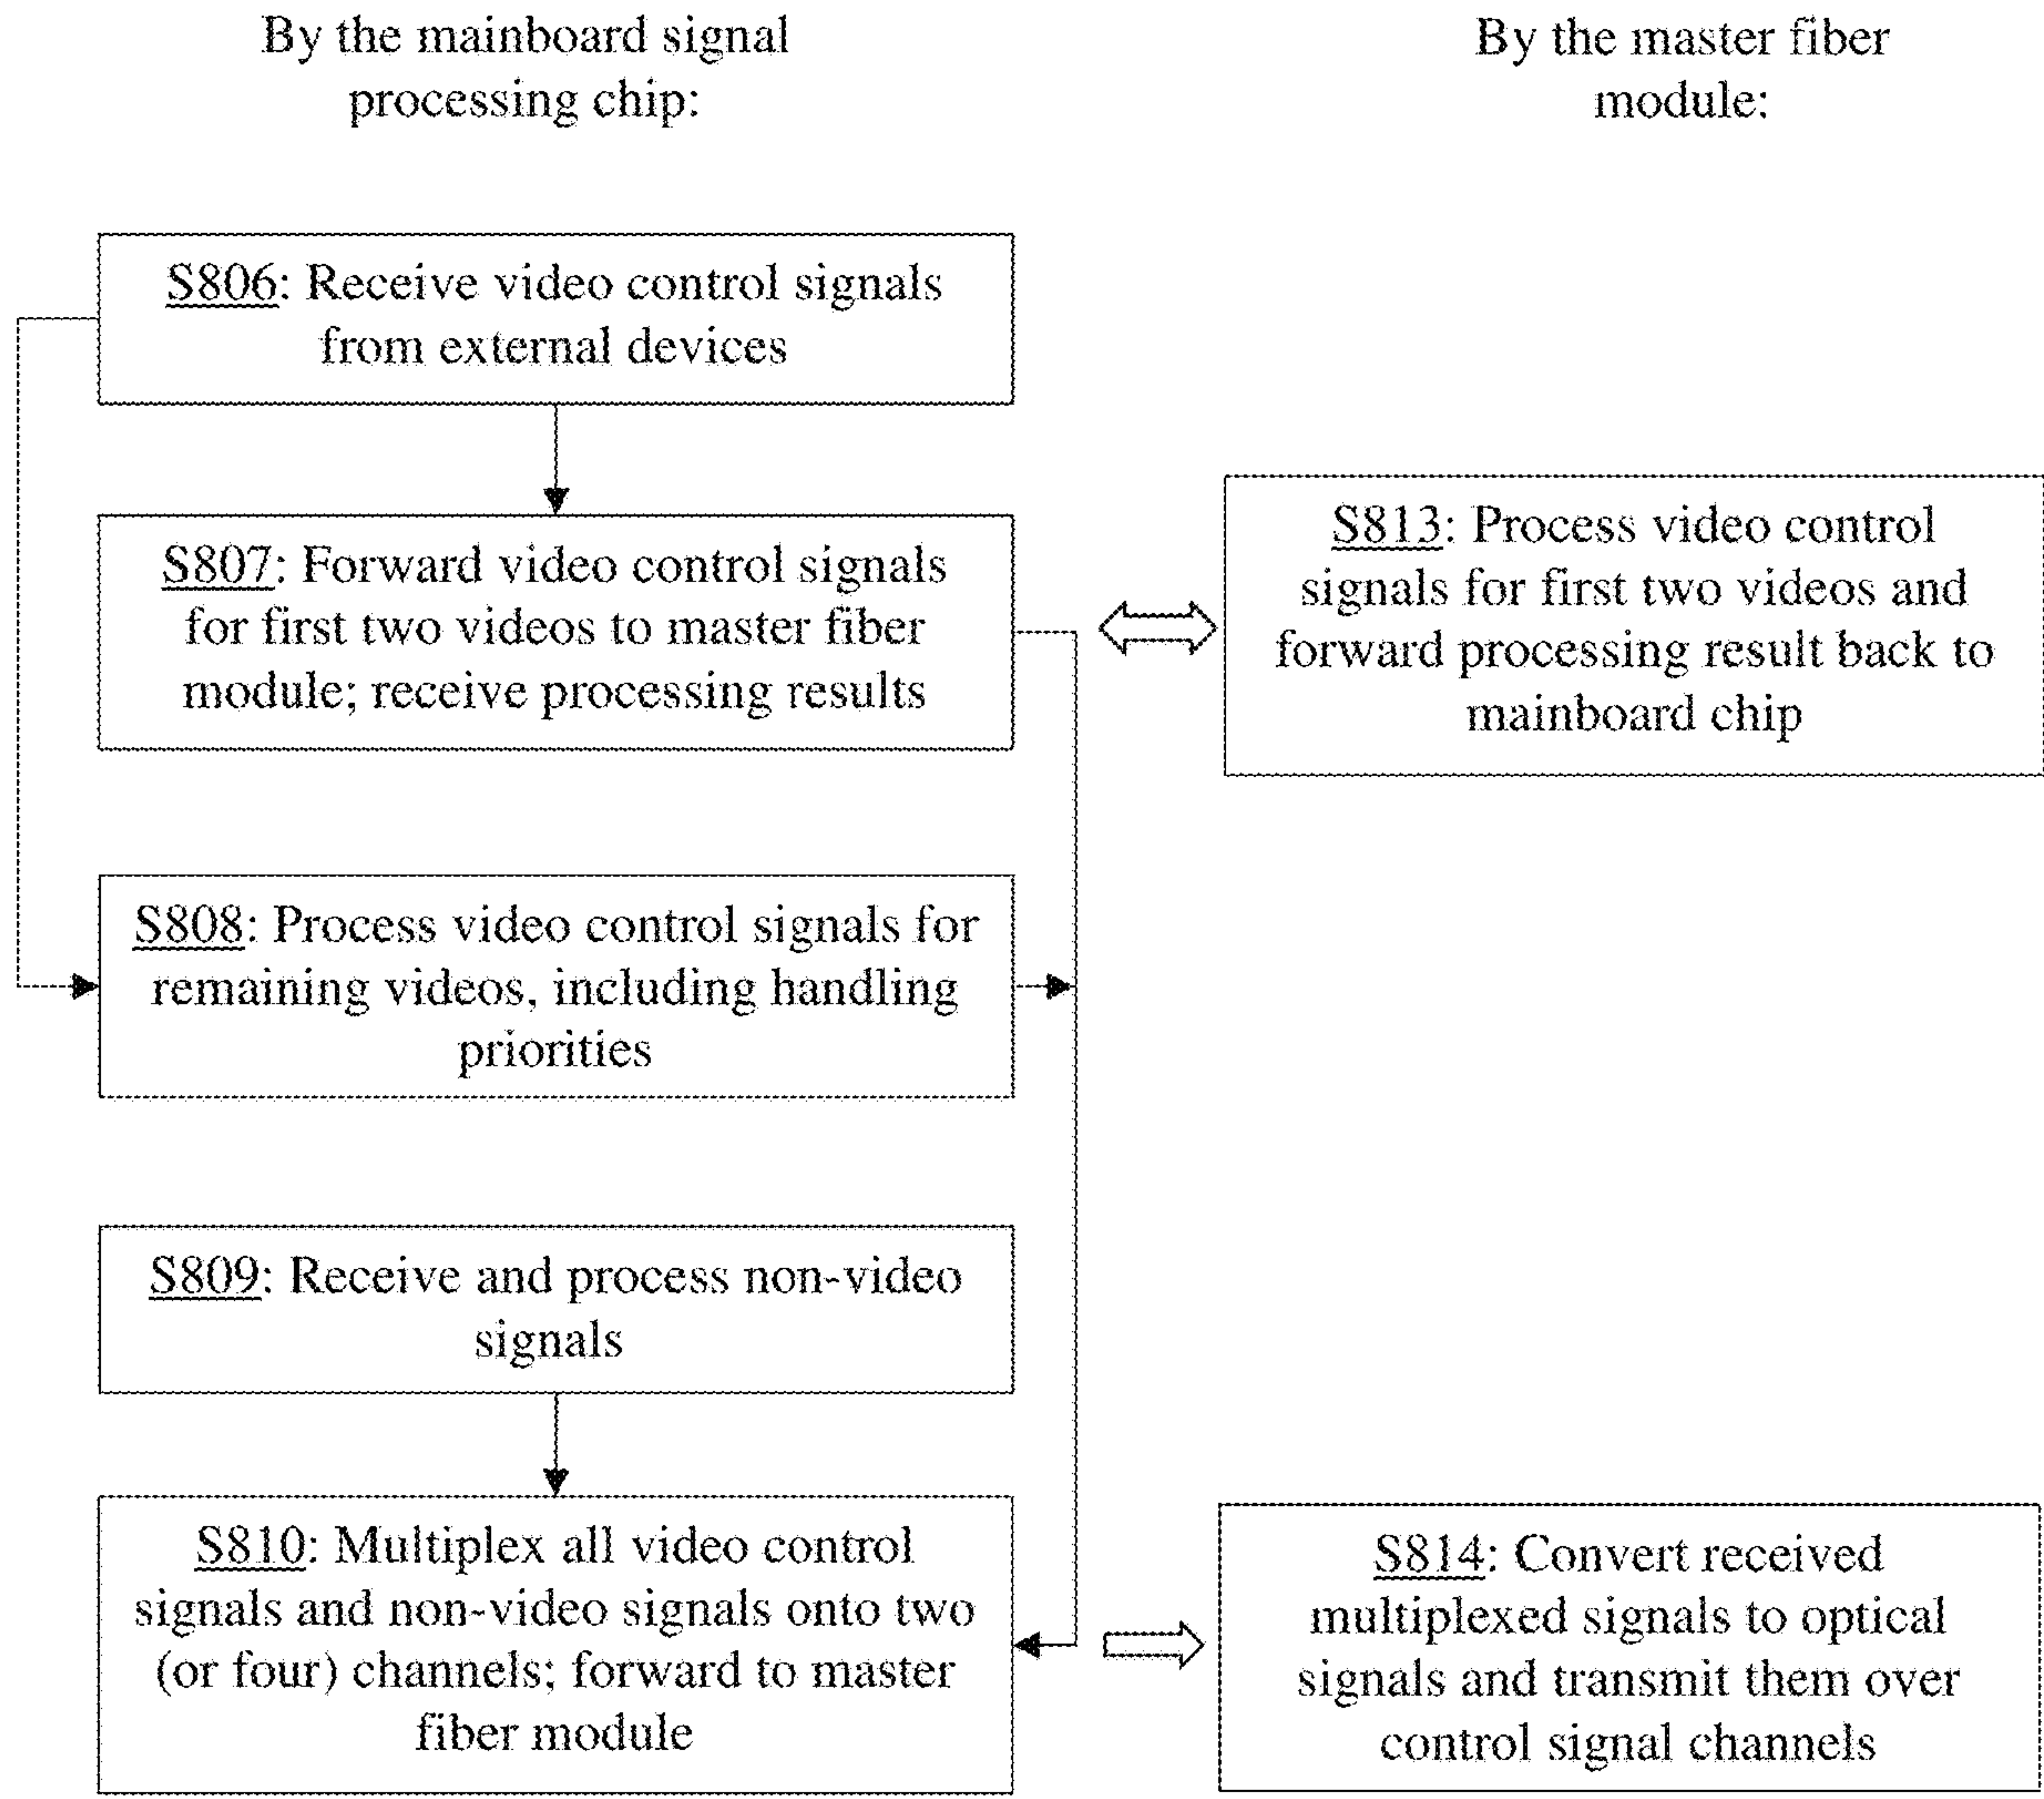 By the mainboard signal
processing chip:
By the master fiber
module:
S806: Receive video control signals
from external devices
S807: Forward video control signals
for first two videos to master fiber
module; receive processing results
S813: Process video control
signals for first two videos and
forward processing result back to
mainboard chip
S808: Process video control signals for
remaining videos, including handling
priorities
S809: Receive and process non-video
signals
S810: Multiplex all video control
signals and non-video signals onto two
(or four) channels; forward to master
fiber module
S814: Convert received
multiplexed signals to optical
signals and transmit them over
control signal channels